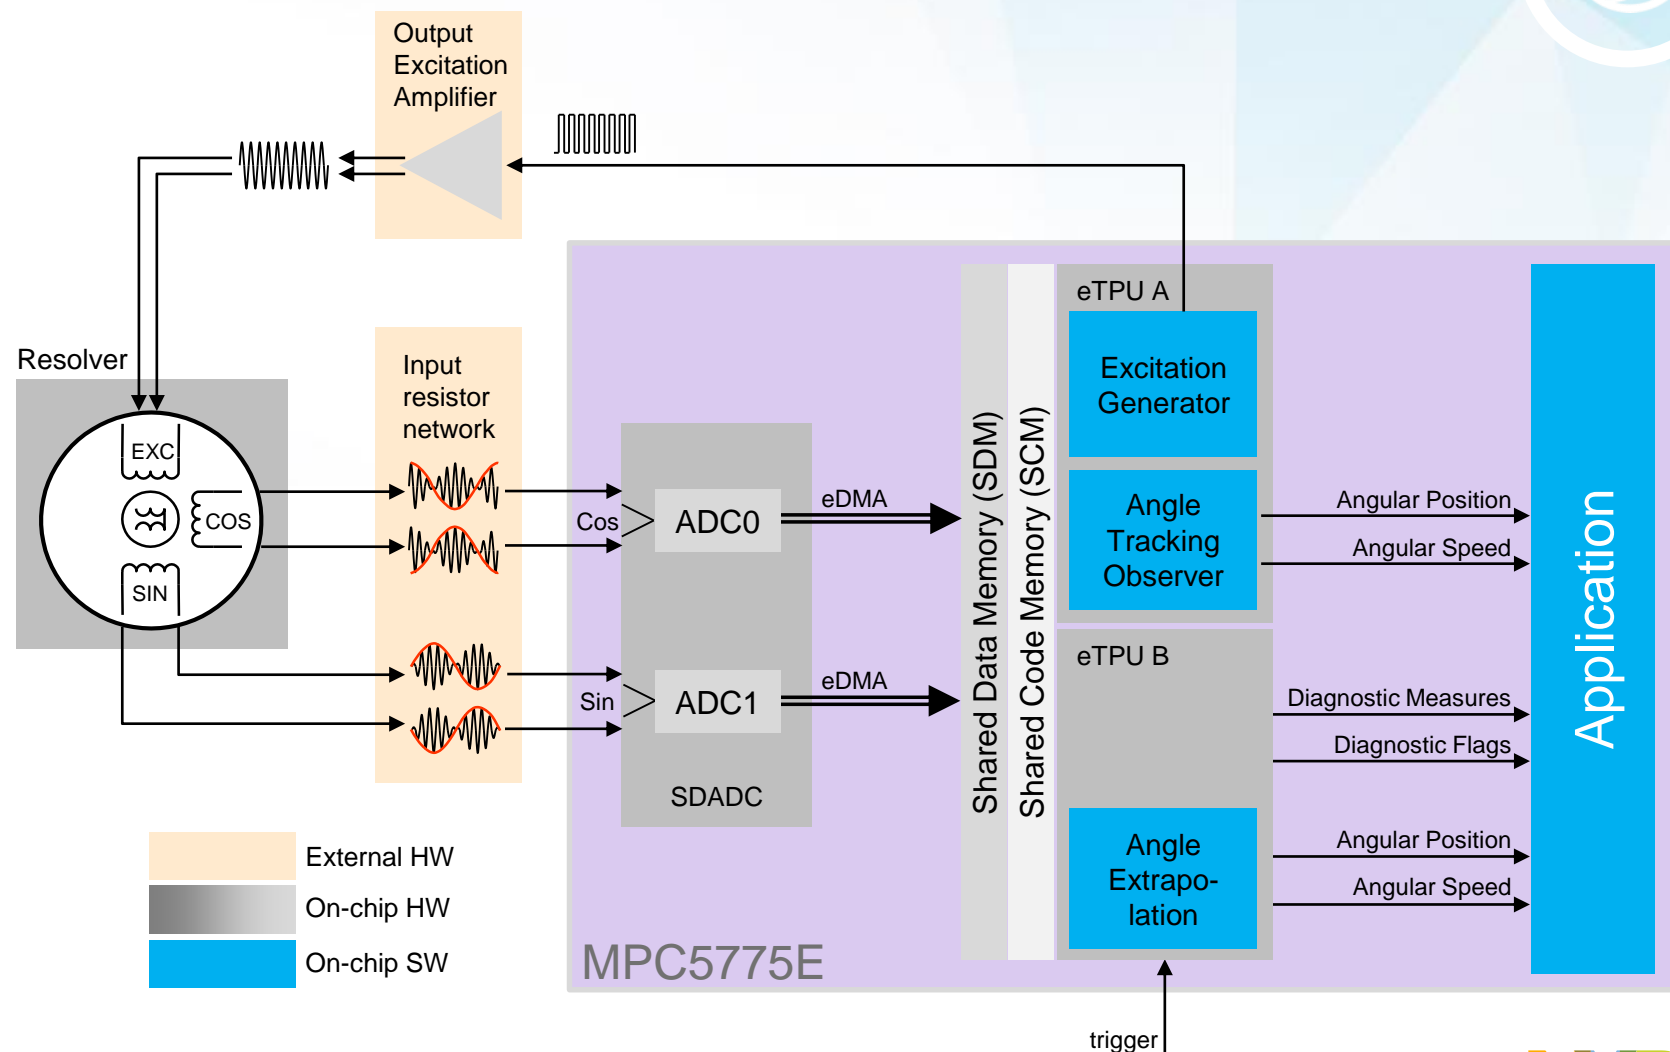 Output
Excitation
Amplifier
Resolver
EXC
COS
SIN
Input
resistor
network
Cos
ADC0
eDMA
Sin
ADC1
eDMA
SDADC
Shared Data Memory (SDM)
Shared Code Memory (SCM)
eTPU A
Excitation
Generator
Angle
Tracking
Observer
Angular Position
Angular Speed
eTPU B
Diagnostic Measures
Diagnostic Flags
Angle
Extrapo-
lation
Angular Position
Angular Speed
Application
MPC5775E
trigger
External HW
On-chip HW
On-chip SW